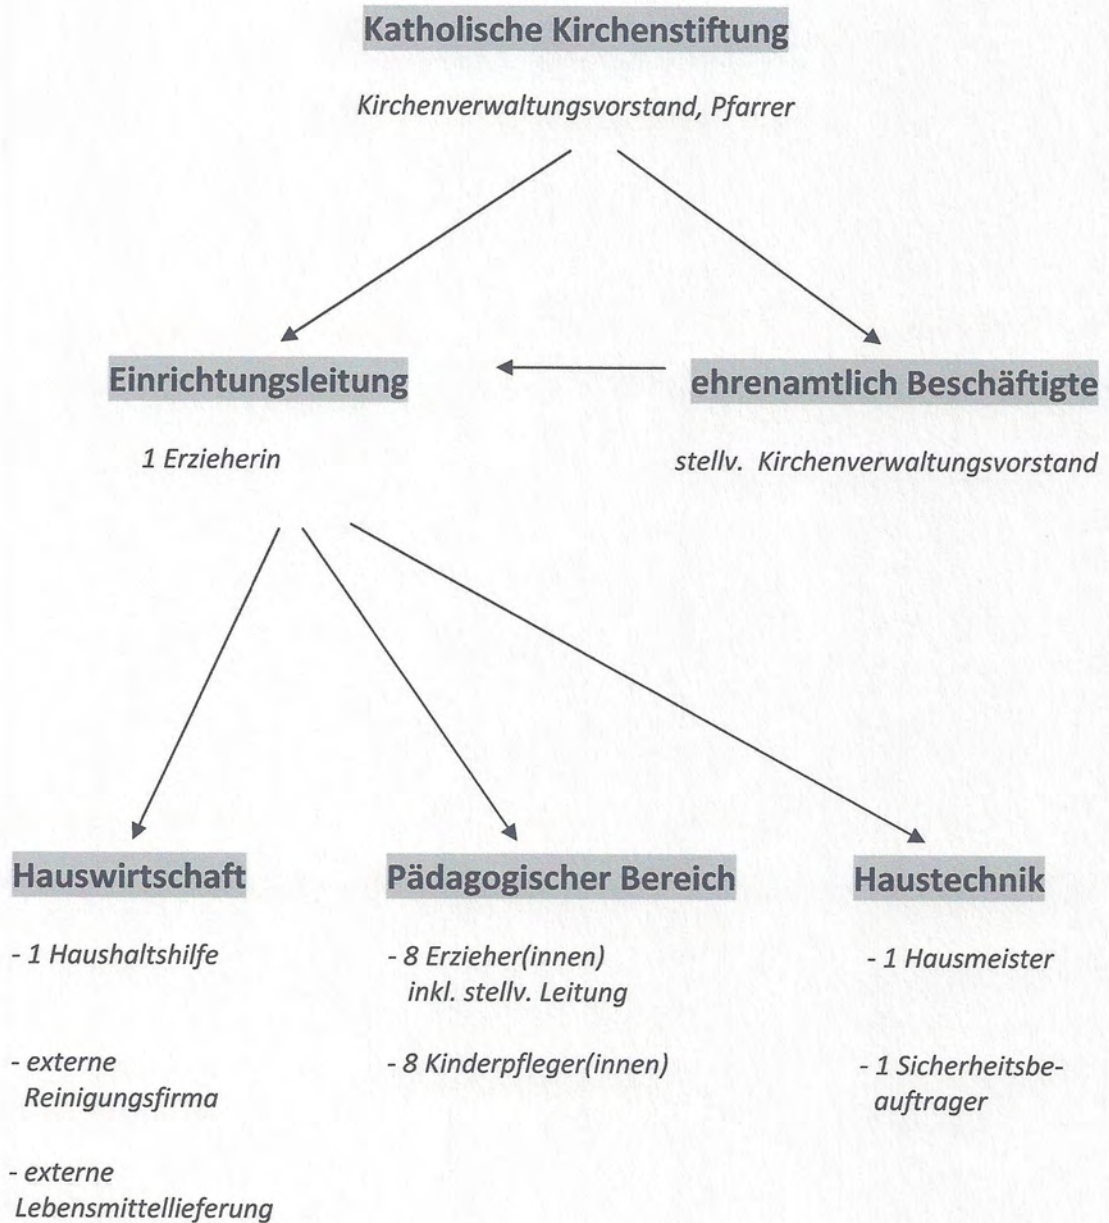 Katholische Kirchenstiftung
Kirchenverwaltungsvorstand, Pfarrer
Einrichtungsleitung
1 Erzieherin
ehrenamtlich Beschäftigte
stellv. Kirchenverwaltungsvorstand
Hauswirtschaft
- 1 Haushaltshilfe
- externe
Reinigungsfirma
- externe
Lebensmittellieferung
Pädagogischer Bereich
- 8 Erzieher(innen)
inkl. stellv. Leitung
- 8 Kinderpfleger(innen)
Haustechnik
- 1 Hausmeister
- 1 Sicherheitsbe-
auftrager